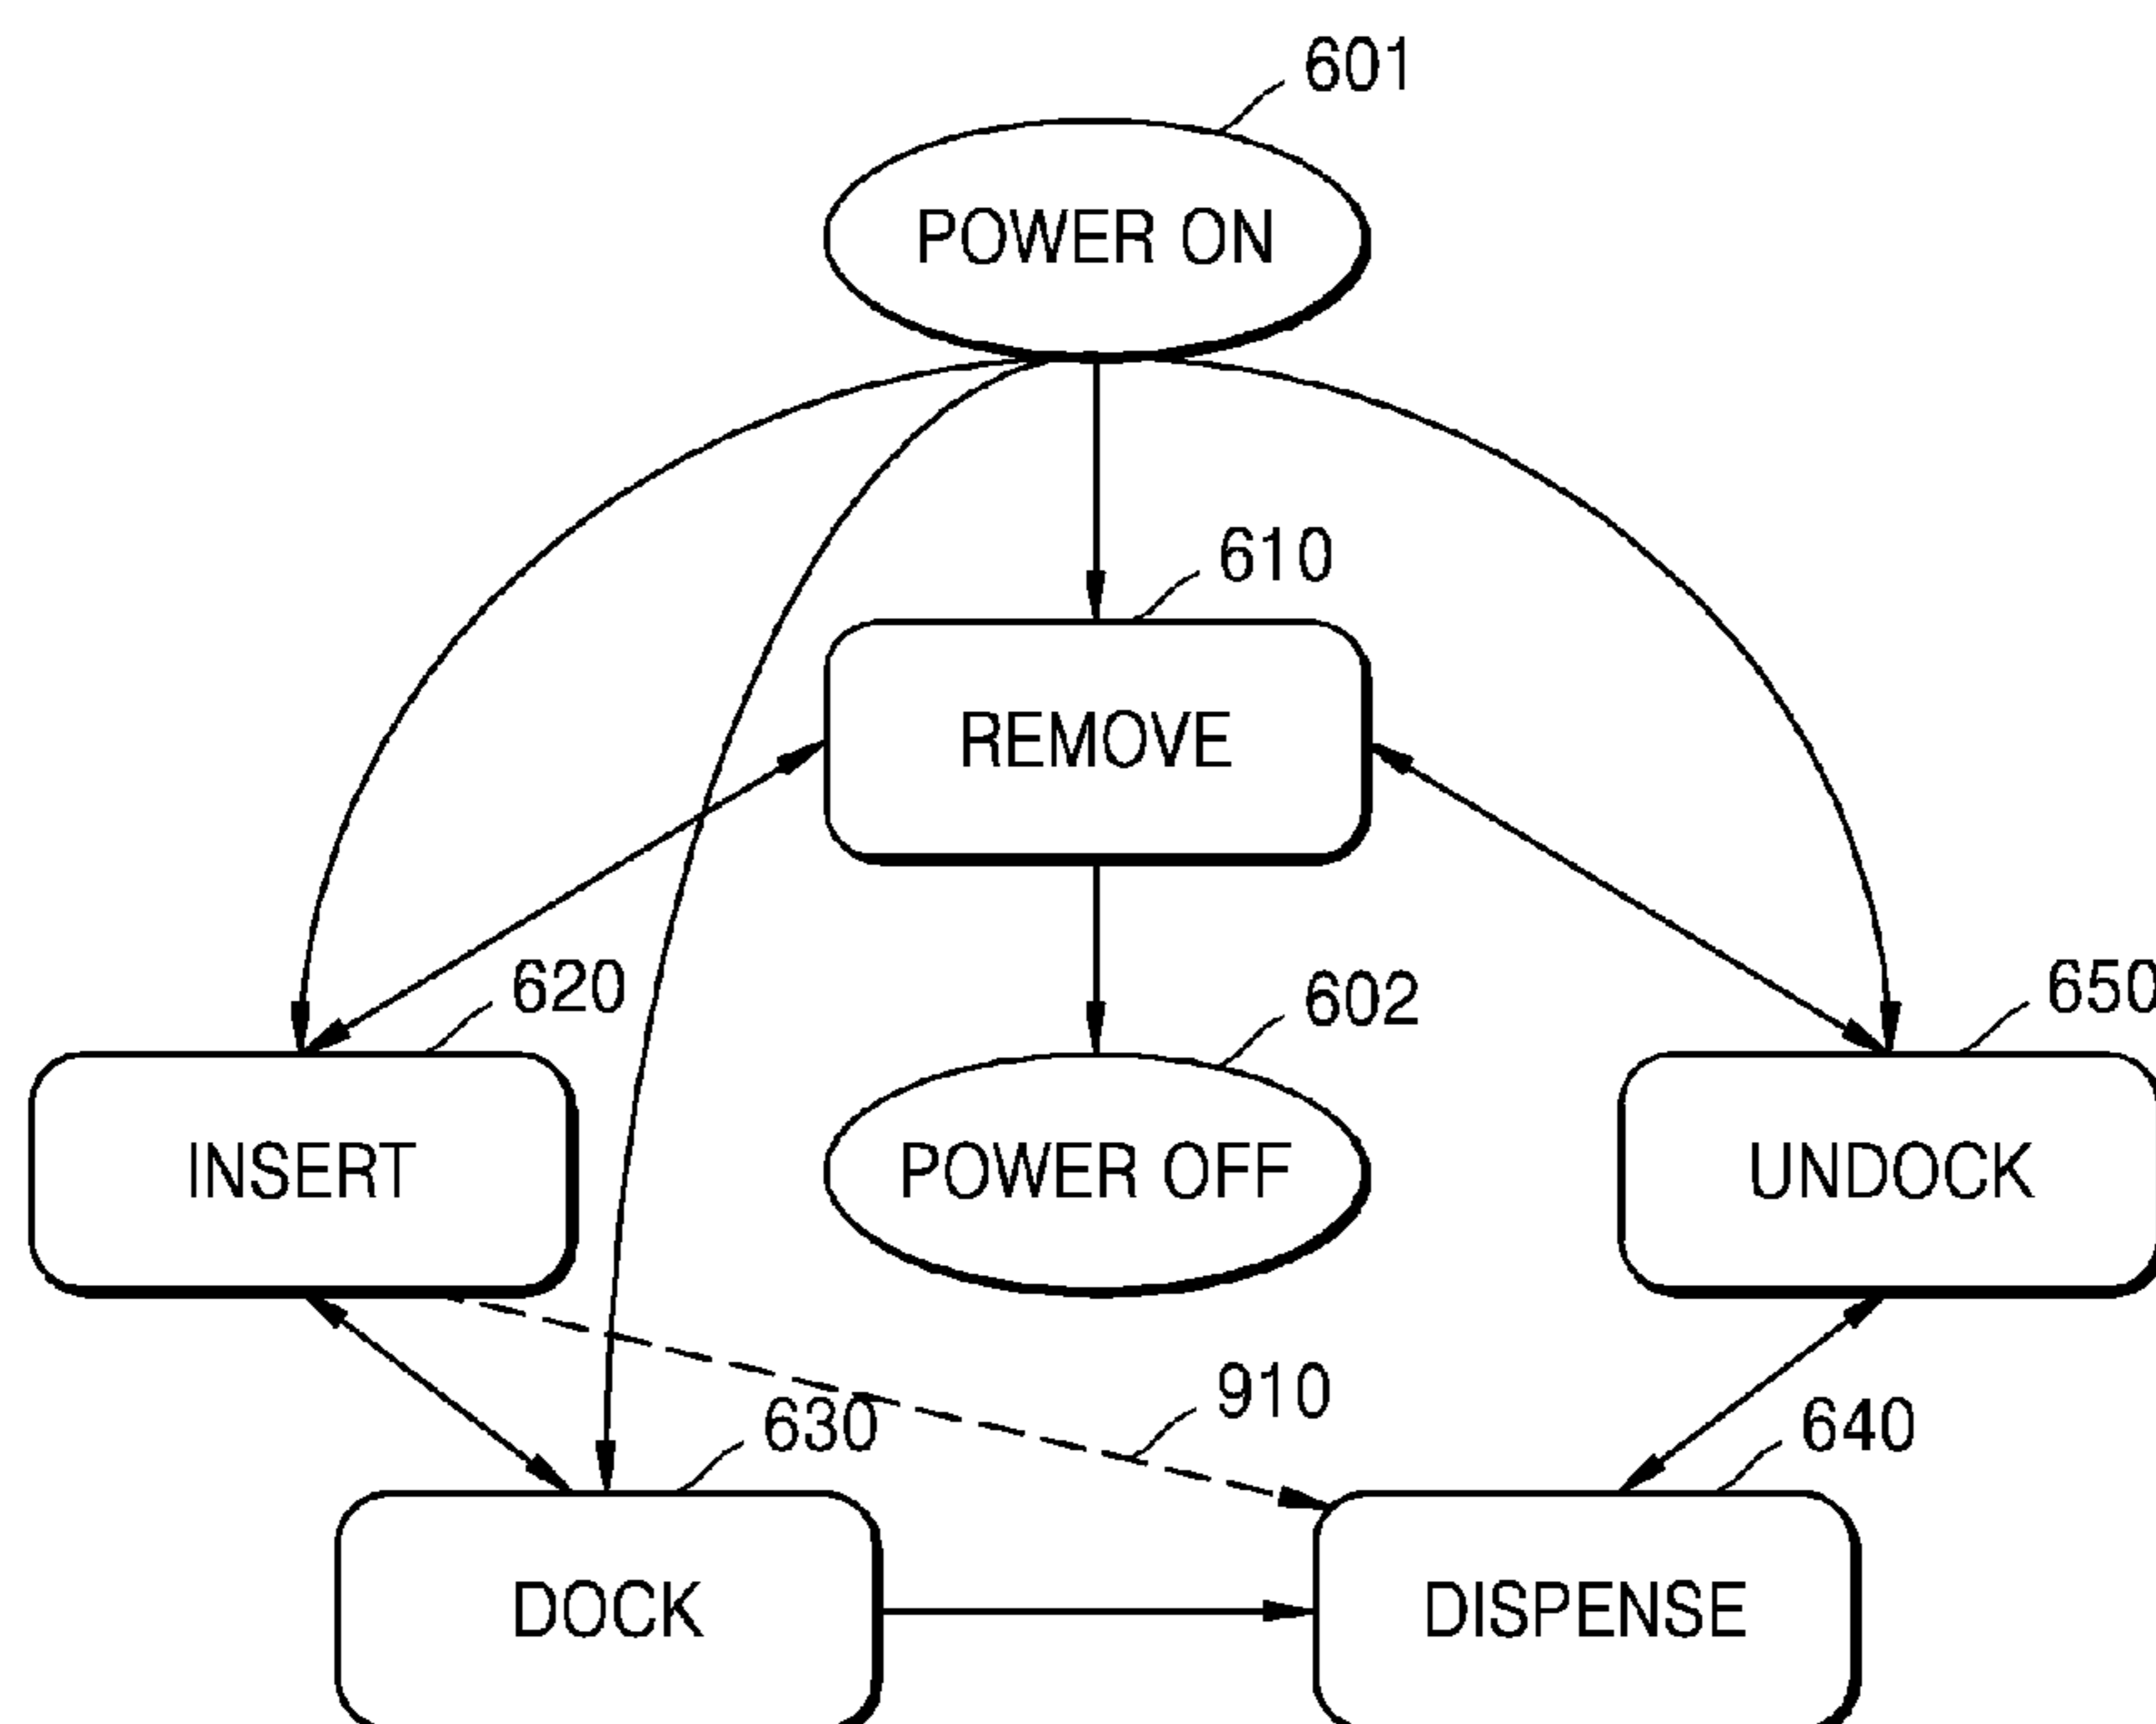 601
POWER ON
610
REMOVE
620
602
650
INSERT
POWER OFF
UNDOCK
910
630
640
DOCK
DISPENSE